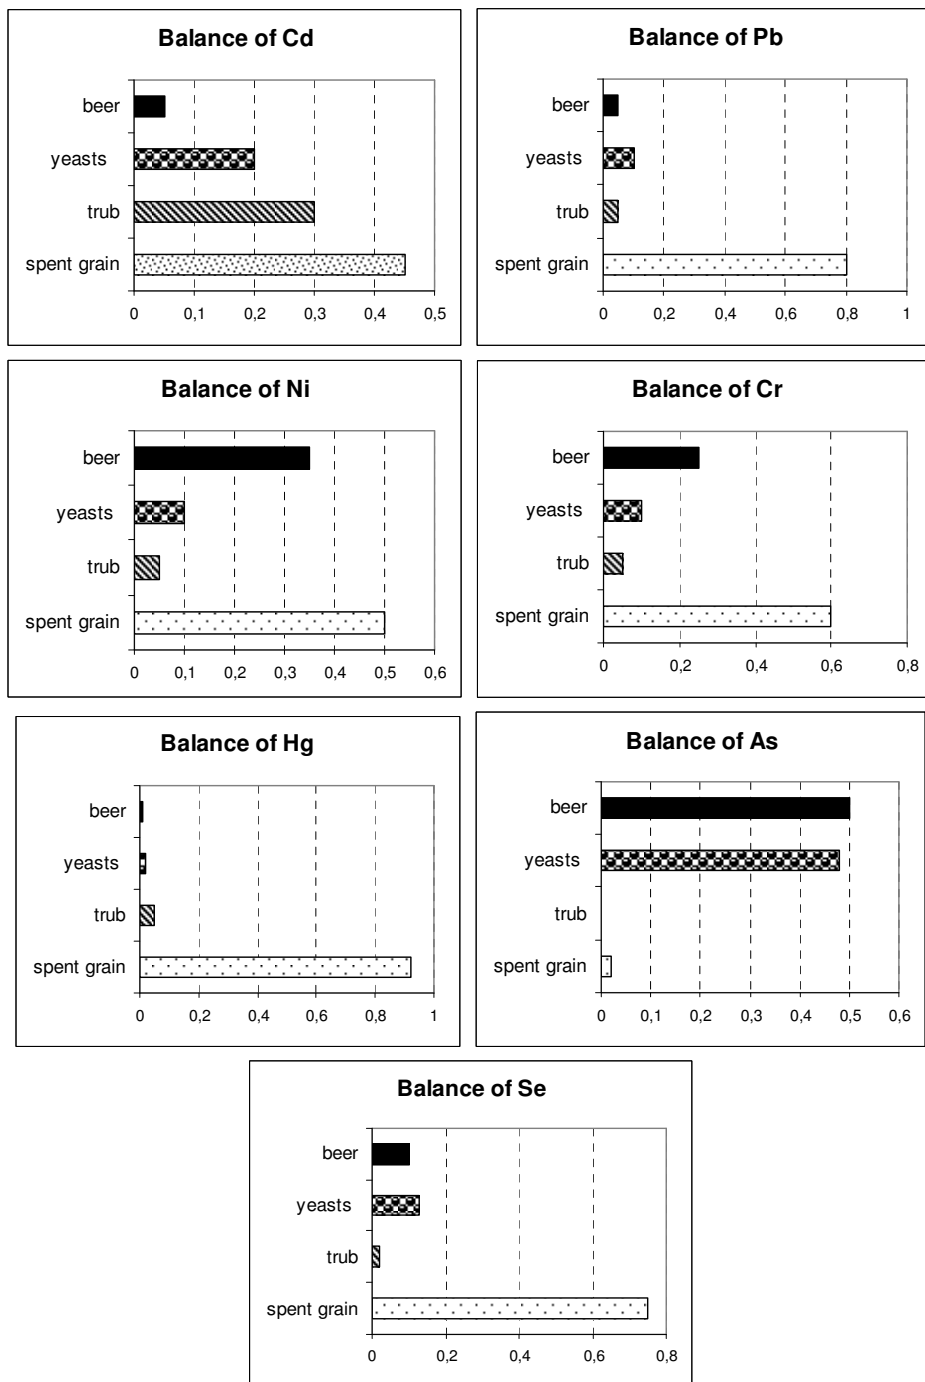 Balance of Cd
beer
yeasts
trub
spent grain
0 0,1 0,2 0,3 0,4 0,5
Balance of Pb
beer
yeasts
trub
spent grain
0 0,2 0,4 0,6 0,8 1
Balance of Ni
beer
yeasts
trub
spent grain
0 0,1 0,2 0,3 0,4 0,5 0,6
Balance of Cr
beer
yeasts
trub
spent grain
0 0,2 0,4 0,6 0,8
Balance of Hg
beer
yeasts
trub
spent grain
0 0,2 0,4 0,6 0,8 1
Balance of As
beer
yeasts
trub
spent grain
0 0,1 0,2 0,3 0,4 0,5 0,6
Balance of Se
beer
yeasts
trub
spent grain
0 0,2 0,4 0,6 0,8